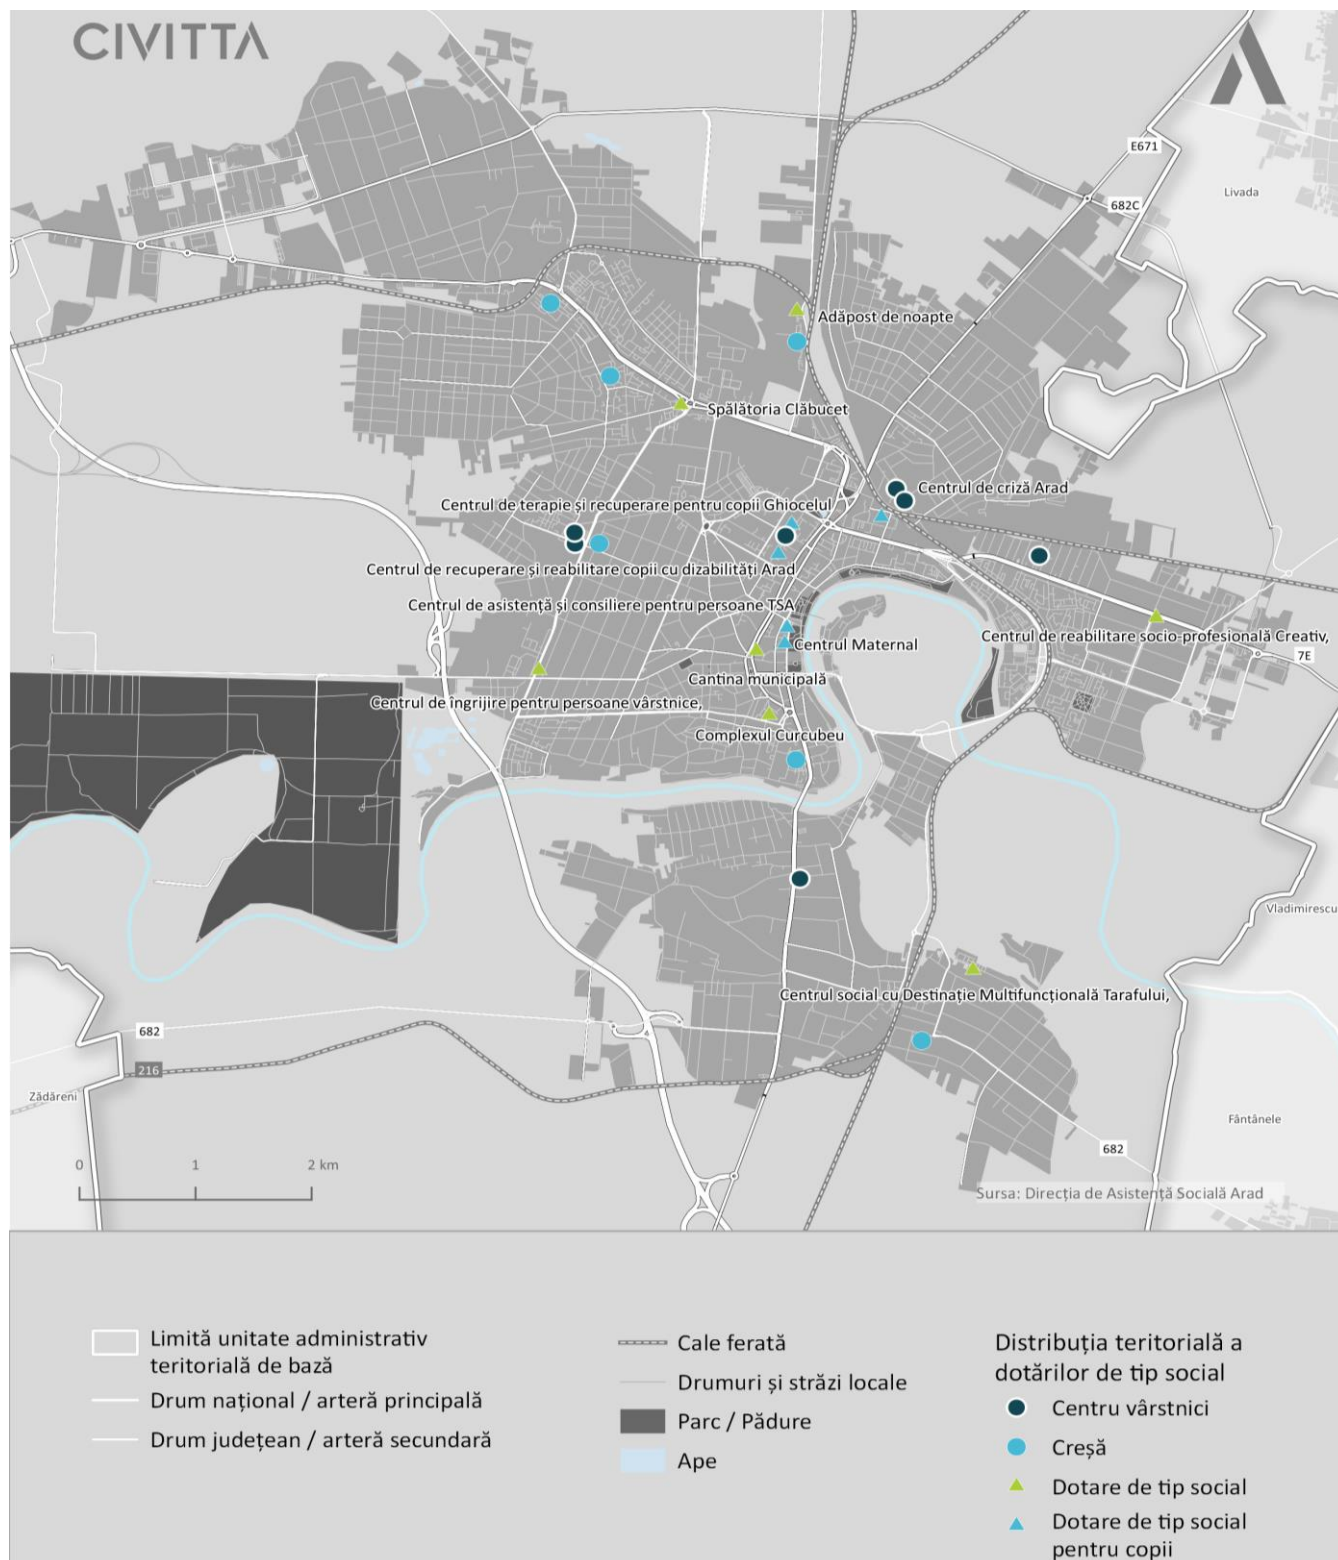 CIVITTA
E671
Livada
682C
Adăpost de noapte
Spălătoria Clăbucet
Centrul de criză Arad
Centrul de terapie și recuperare pentru copii Ghiocelul
Centrul de recuperare și reabilitare copii cu dizabilități Arad
Centrul de asistență și consiliere pentru persoane TSA
Centrul de reabilitare socio-profesională Creativ,
Centrul Maternal
7E
Cantina municipală
Centrul de îngrijire pentru persoane vârstnice,
Complexul Curcubeu
Vladimirescu
Centrul social cu Destinație Multifuncțională Tarafului,
682
216
Zădăreni
Fântânele
682
0 1 2 km
Sursa: Direcția de Asistență Socială Arad
Limită unitate administrativ
teritorială de bază
Drum național / arteră principală
Drum județean / arteră secundară
Cale ferată
Drumuri și străzi locale
Parc / Pădure
Ape
Distribuția teritorială a
dotărilor de tip social
Centru vârstnici
Creșă
Dotare de tip social
Dotare de tip social
pentru copii